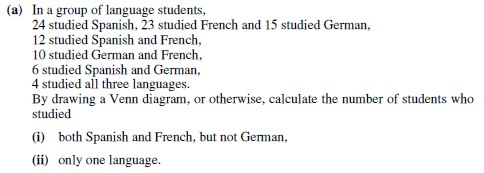 (a) In a group of language students,
24 studied Spanish, 23 studied French and 15 studied German,
12 studied Spanish and French,
10 studied German and French,
6 studied Spanish and German,
4 studied all three languages.
By drawing a Venn diagram, or otherwise, calculate the number of students who
studied
(i) both Spanish and French, but not German,
(ii) only one language.